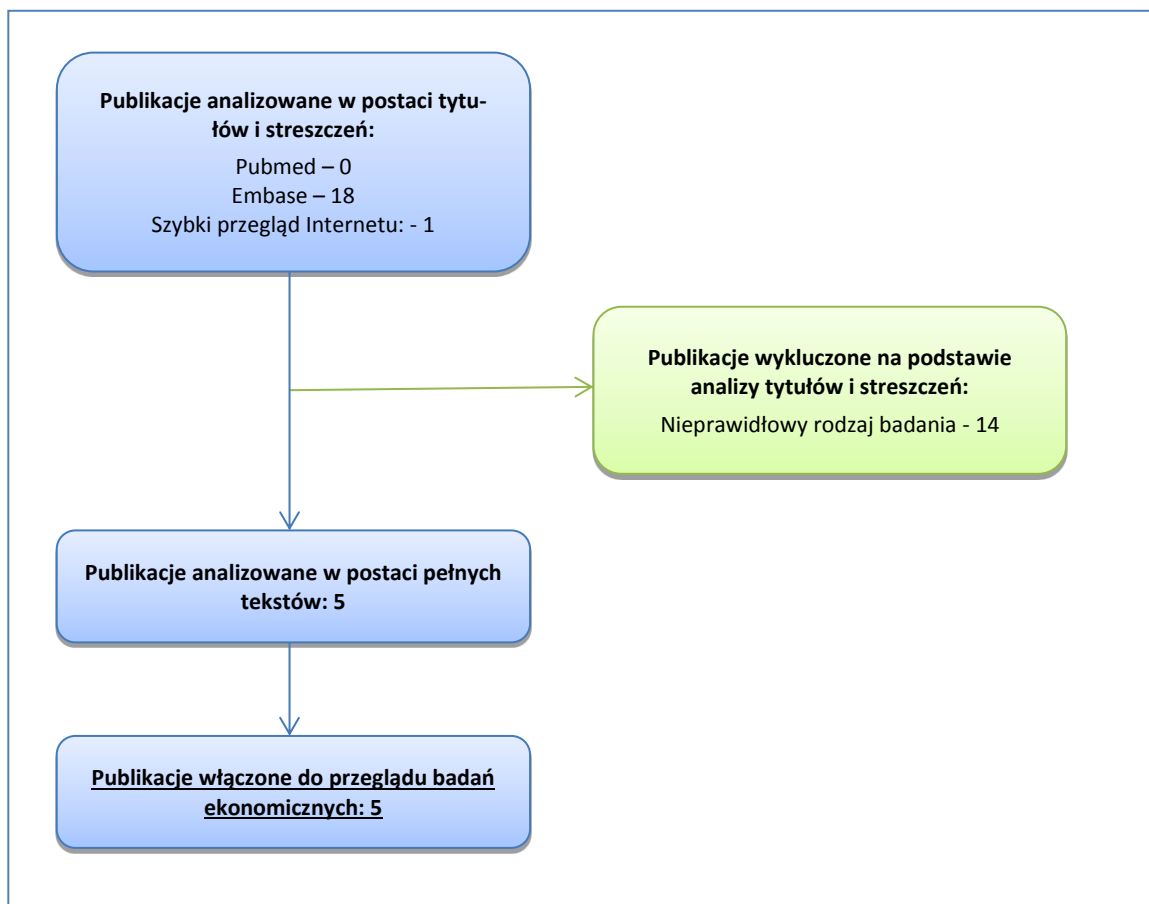 Publikacje analizowane w postaci tytu-
łów i streszczeń:
Pubmed – 0
Embase – 18
Szybki przegląd Internetu: - 1
Publikacje wykluczone na podstawie
analizy tytułów i streszczeń:
Nieprawidłowy rodzaj badania - 14
Publikacje analizowane w postaci pełnych
tekstów: 5
Publikacje włączone do przeglądu badań
ekonomicznych: 5